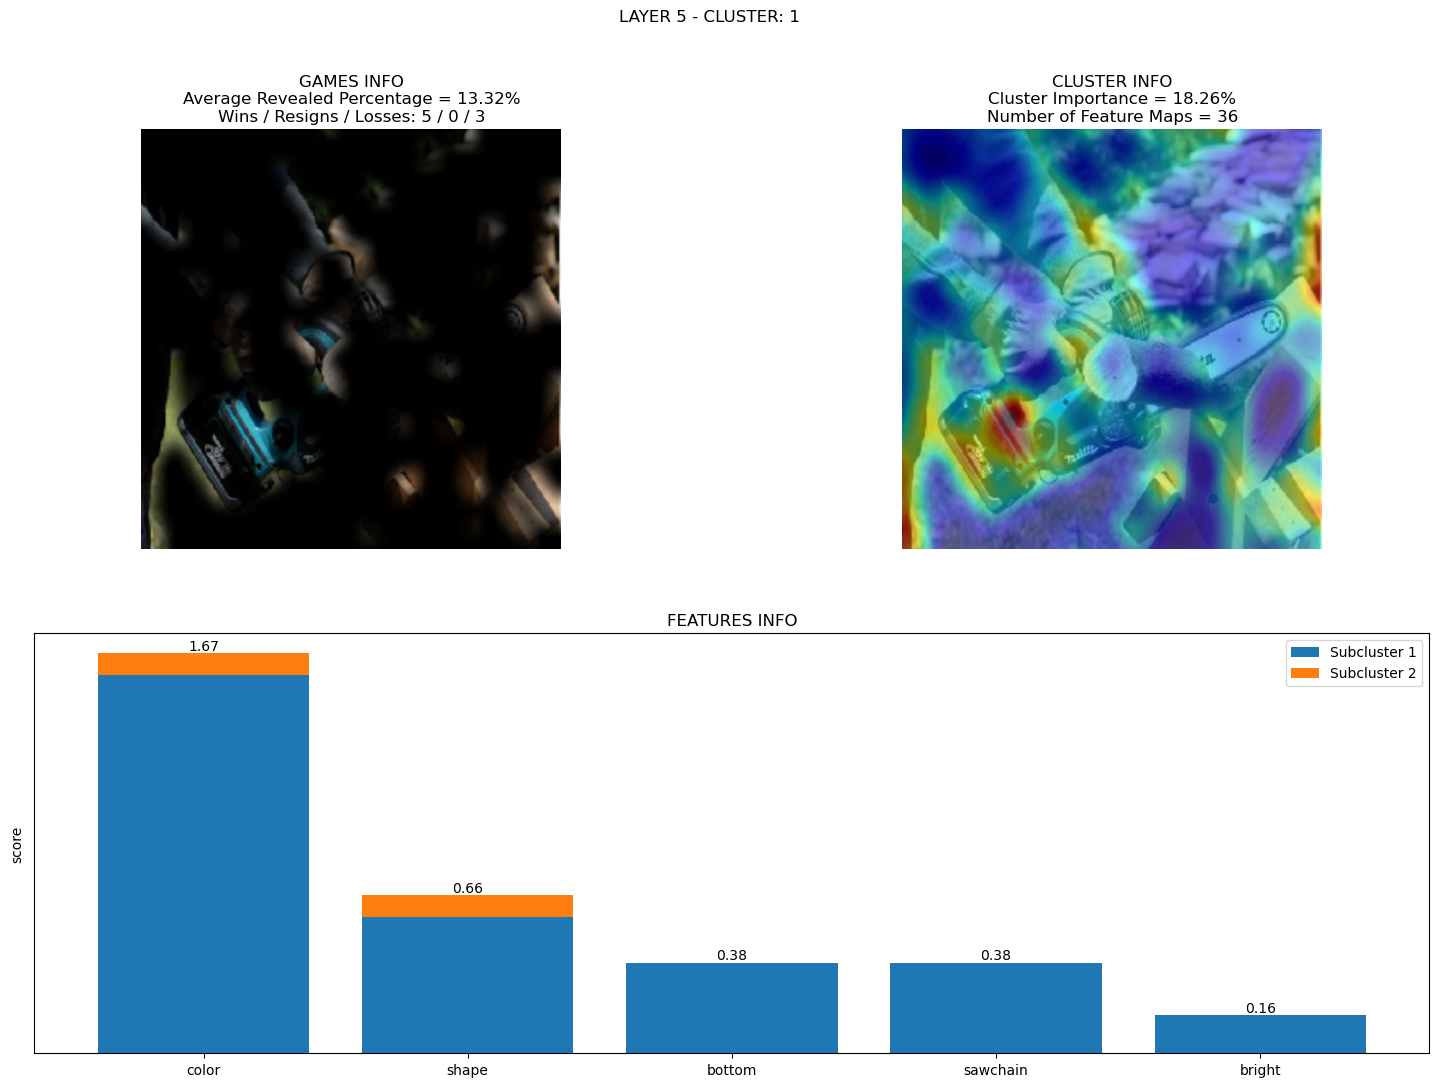 LAYER 5 - CLUSTER: 1
GAMES INFO
Average Revealed Percentage = 13.32%
Wins / Resigns / Losses: 5 / 0 / 3
CLUSTER INFO
Cluster Importance = 18.26%
Number of Feature Maps = 36
FEATURES INFO
1.67
0.66
0.38
0.38
0.16
Subcluster 1
Subcluster 2
score
color
shape
bottom
sawchain
bright